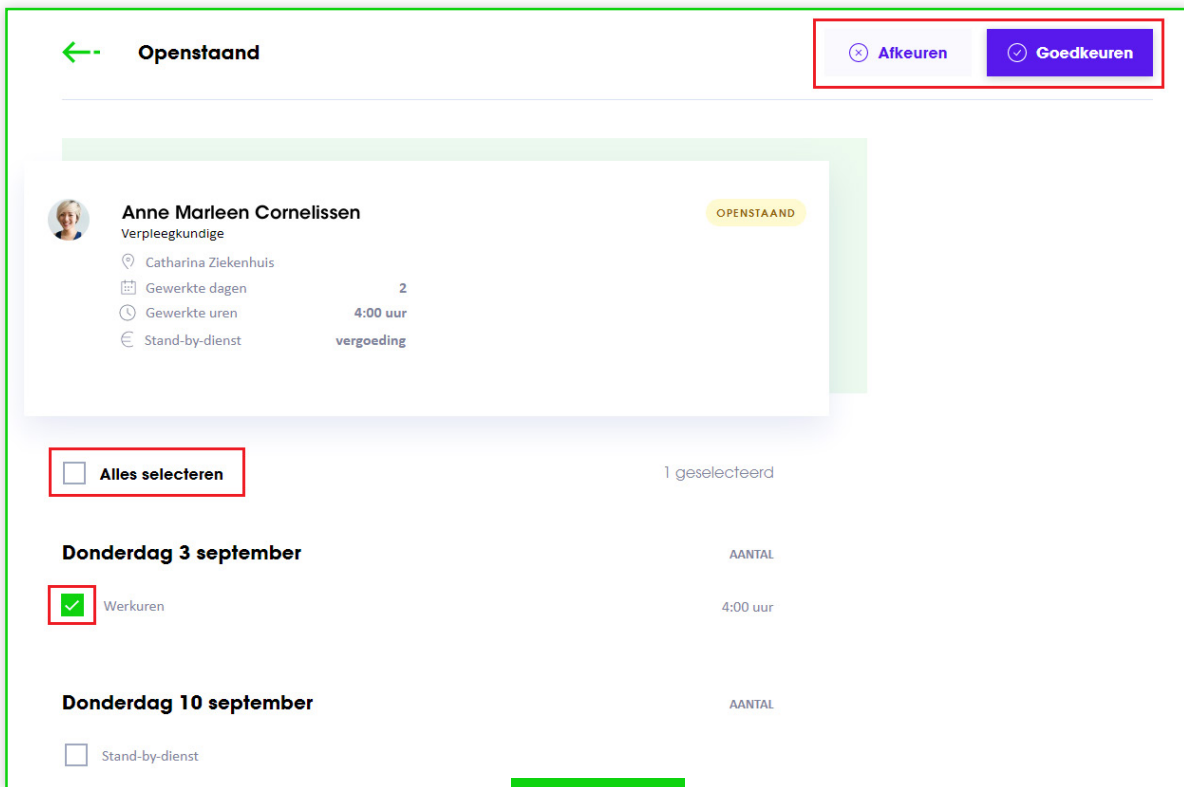 Openstaand
Afkeuren
Goedkeuren
Anne Marleen Cornelissen
OPENSTAAND
Verpleegkundige
Catharina Ziekenhuis
Gewerkte dagen 2
Gewerkte uren 4:00 uur
Stand-by-dienst vergoeding
Alles selecteren 1 geselecteerd
Donderdag 3 september AANTAL
Werkuren 4:00 uur
Donderdag 10 september AANTAL
Stand-by-dienst